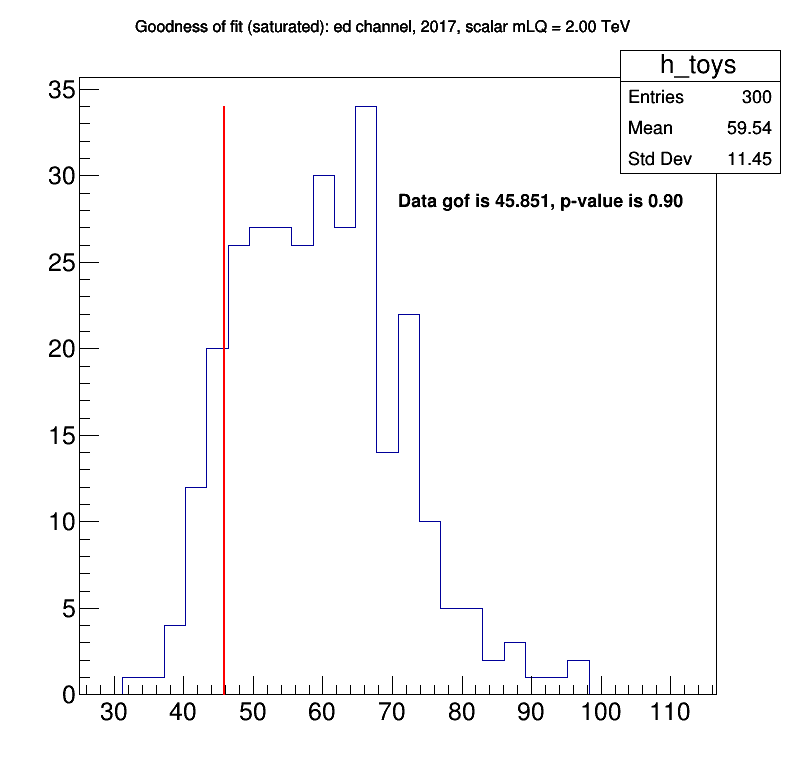 Goodness of fit (saturated): ed channel, 2017, scalar mLQ = 2.00 TeV
h_toys
Entries 300
Mean 59.54
Std Dev 11.45
Data gof is 45.851, p-value is 0.90
35
30
25
20
15
10
5
0
30 40 50 60 70 80 90 100 110